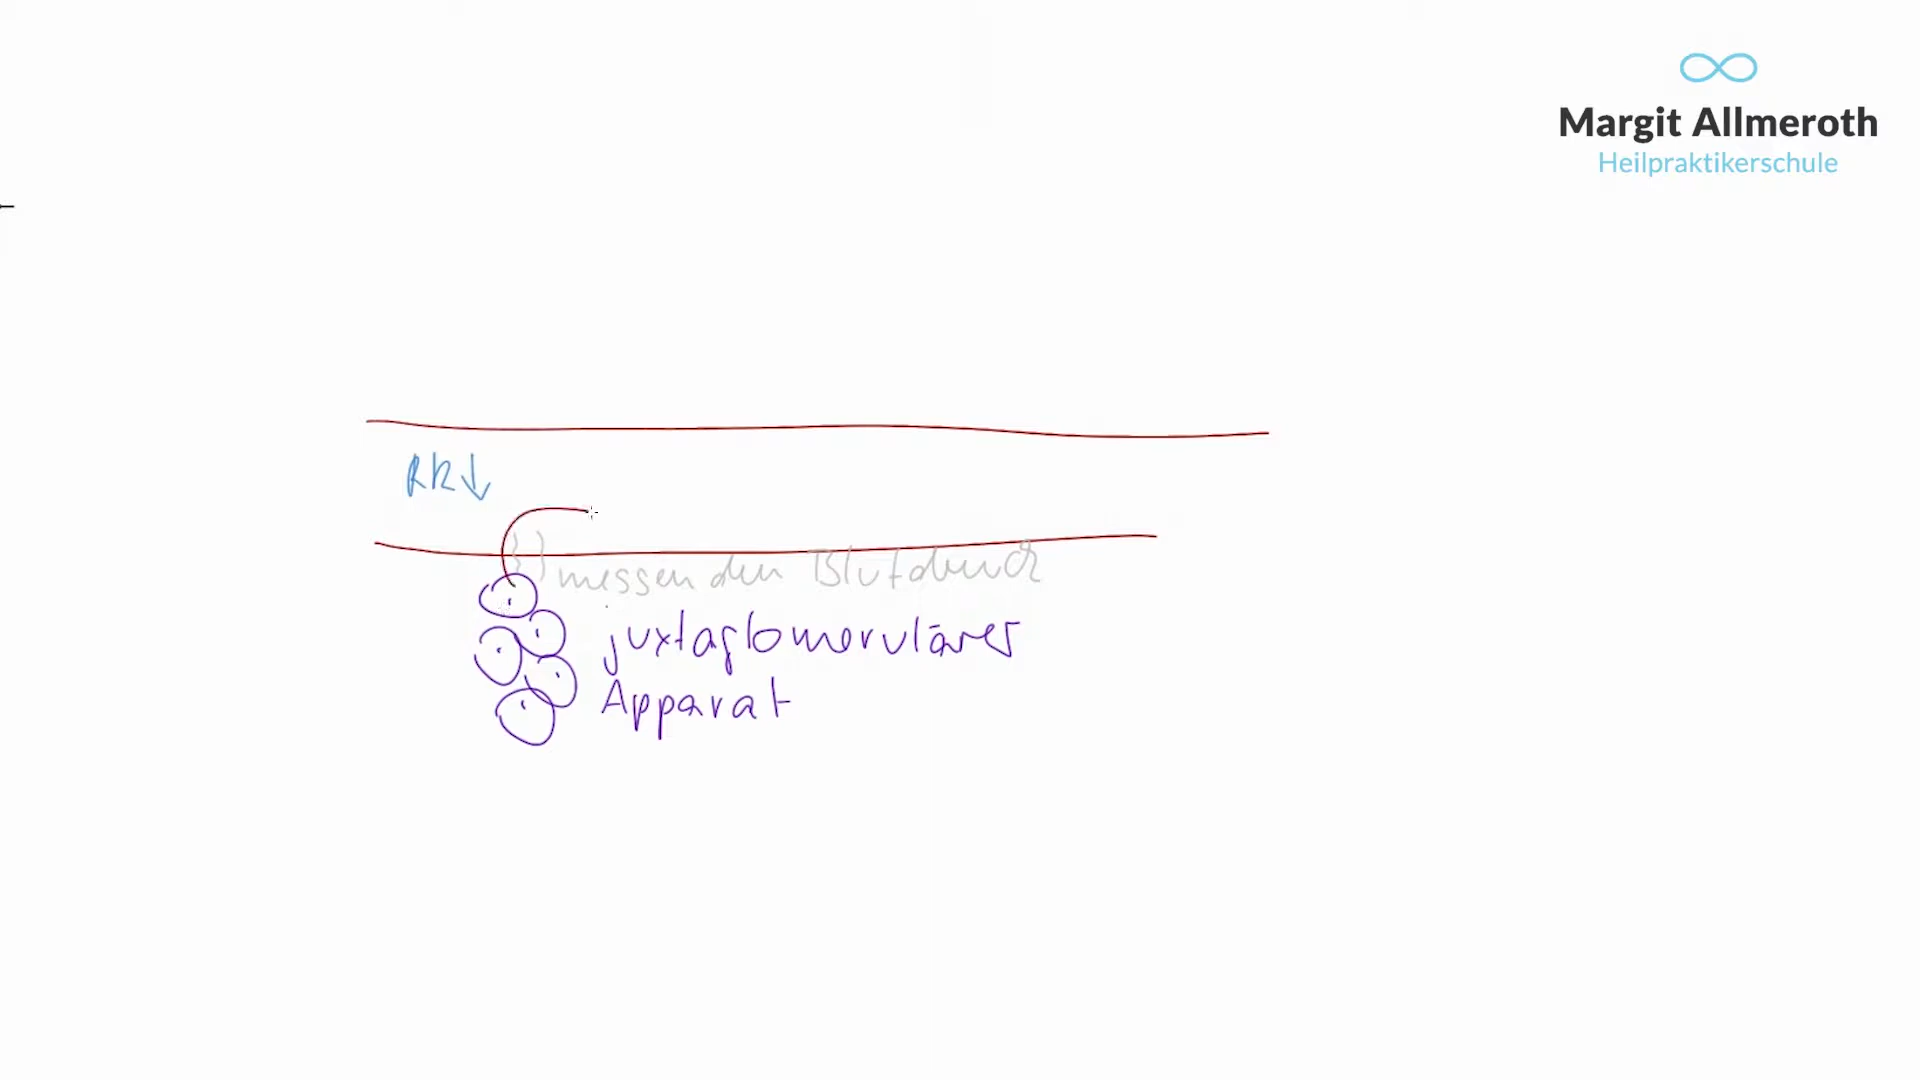 Margit Allmeroth
Heilpraktikerschule
RR↓
messen den Blutdruck
juxtaglomerulärer
Apparat